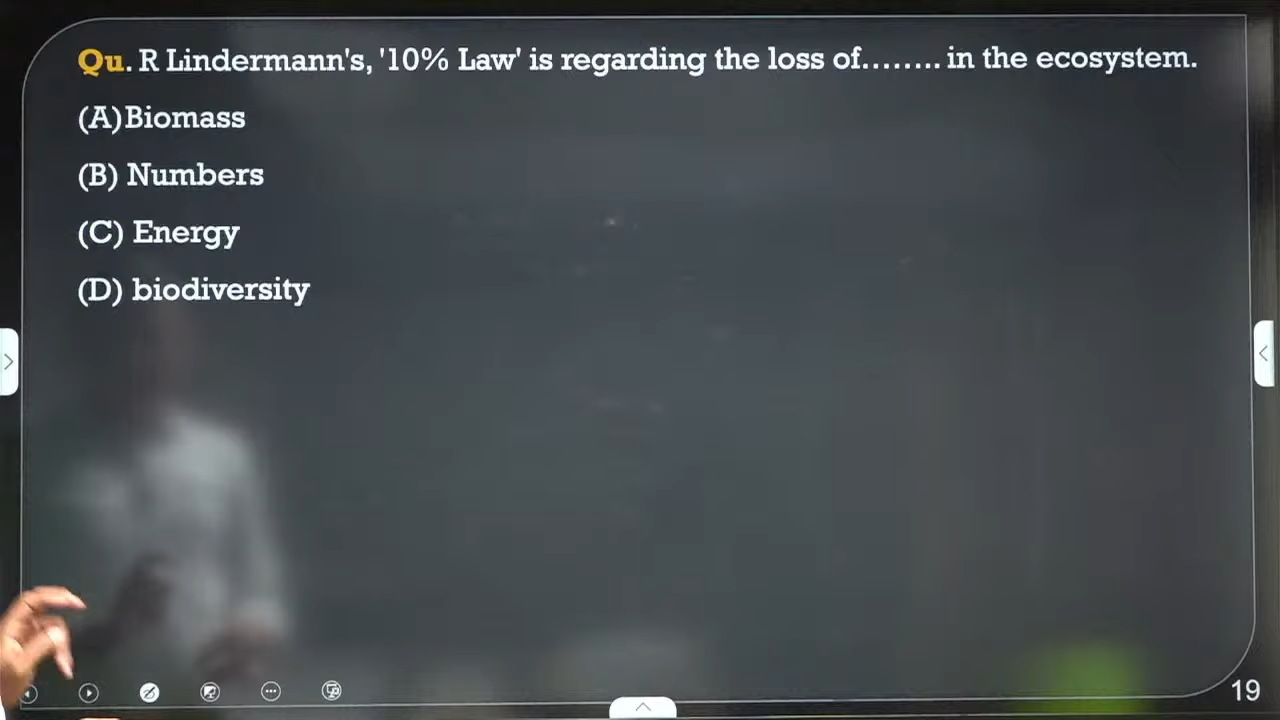 Qu. R Lindermann's, '10% Law' is regarding the loss of........ in the ecosystem.
(A)Biomass
(B) Numbers
(C) Energy
(D) biodiversity
19